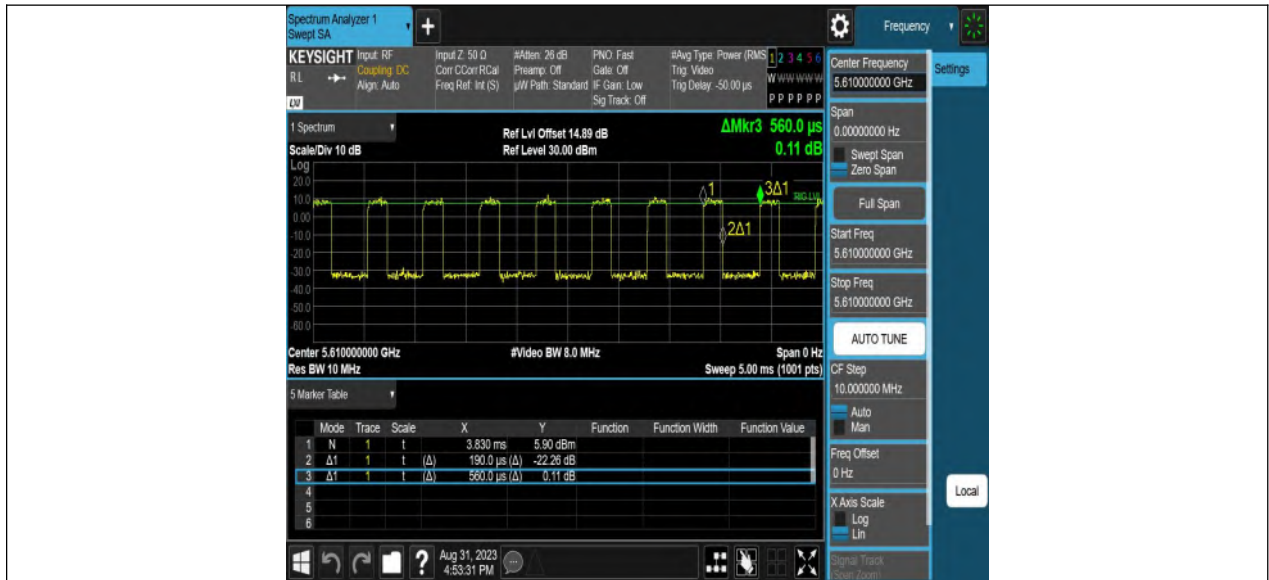 Spectrum Analyzer 1
Swept SA
+
Frequency
KEYSIGHT
RL
LXI
Input: RF
Coupling: DC
Align: Auto
Input Z: 50 Ω
Corr CCorr RCal
Freq Ref: Int (S)
#Atten: 26 dB
Preamp: Off
µW Path: Standard
PNO: Fast
Gate: Off
IF Gain: Low
Sig Track: Off
#Avg Type: Power (RMS
Trig: Video
Trig Delay: -50.00 µs
1 2 3 4 5 6
W W W W W W
P P P P P P
1 Spectrum
Scale/Div 10 dB
Ref Lvl Offset 14.89 dB
Ref Level 30.00 dBm
ΔMkr3 560.0 µs
0.11 dB
Log
20.0
10.0
0.00
-10.0
-20.0
-30.0
-40.0
-50.0
-60.0
1
2Δ1
3Δ1
TRIG LVL
Center 5.610000000 GHz
Res BW 10 MHz
#Video BW 8.0 MHz
Span 0 Hz
Sweep 5.00 ms (1001 pts)
5 Marker Table
Mode Trace Scale X Y Function Function Width Function Value
1 N 1 t 3.830 ms 5.90 dBm
2 Δ1 1 t (Δ) 190.0 µs (Δ) -22.26 dB
3 Δ1 1 t (Δ) 560.0 µs (Δ) 0.11 dB
4
5
6
?
Aug 31, 2023
4:53:31 PM
Center Frequency
5.610000000 GHz
Settings
Span
0.00000000 Hz
Swept Span
Zero Span
Full Span
Start Freq
5.610000000 GHz
Stop Freq
5.610000000 GHz
AUTO TUNE
CF Step
10.000000 MHz
Auto
Man
Freq Offset
0 Hz
X Axis Scale
Log
Lin
Signal Track
(Span Zoom)
Local